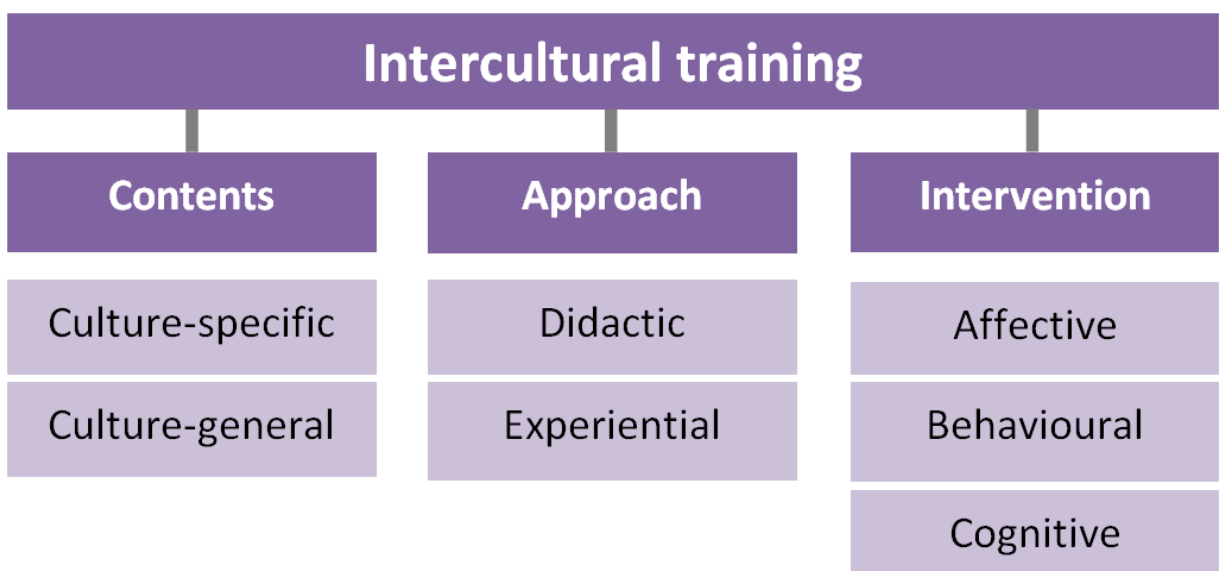 Intercultural training
Contents
Culture-specific
Culture-general
Approach
Didactic
Experiential
Intervention
Affective
Behavioural
Cognitive